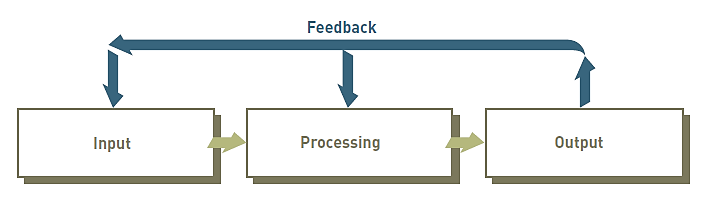 Feedback
Input
Processing
Output